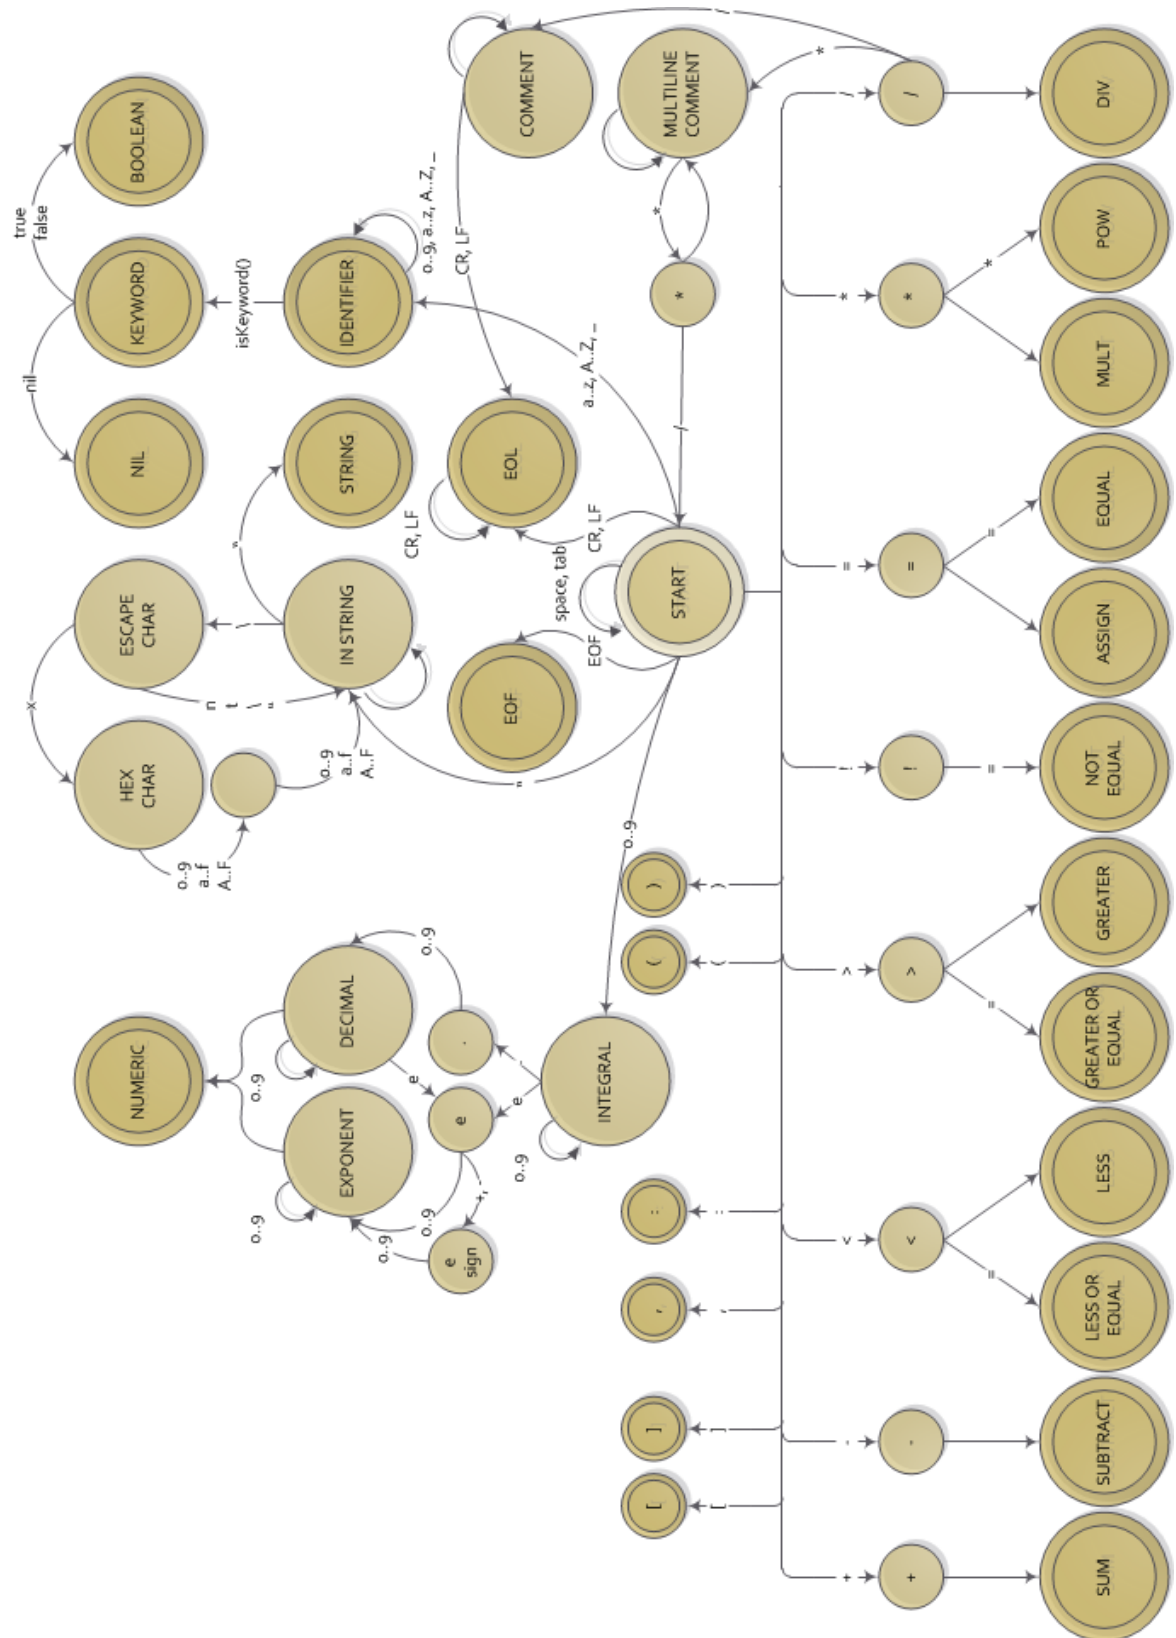 SUM
+
+
SUBTRACT
-
-
LESS OR
EQUAL
=
LESS
<
<
GREATER OR
EQUAL
=
GREATER
>
>
NOT
EQUAL
=
!
!
ASSIGN
EQUAL
=
=
=
MULT
POW
*
*
*
DIV
/
/
[
[
]
]
,
,
:
:
(
(
)
)
START
space, tab
EOF
EOF
CR, LF
EOL
CR, LF
CR, LF
/
*
*
MULTILINE
COMMENT
*
COMMENT
/
a..z, A..Z, _
IDENTIFIER
0..9, a..z, A..Z, _
isKeyword()
KEYWORD
true
false
BOOLEAN
nil
NIL
"
IN STRING
"
STRING
\
ESCAPE
CHAR
n
t
\
"
x
HEX
CHAR
0..9
a..f
A..F
0..9
a..f
A..F
0..9
INTEGRAL
0..9
.
.
0..9
DECIMAL
0..9
e
e
e
+, -
e
sign
0..9
0..9
EXPONENT
0..9
NUMERIC